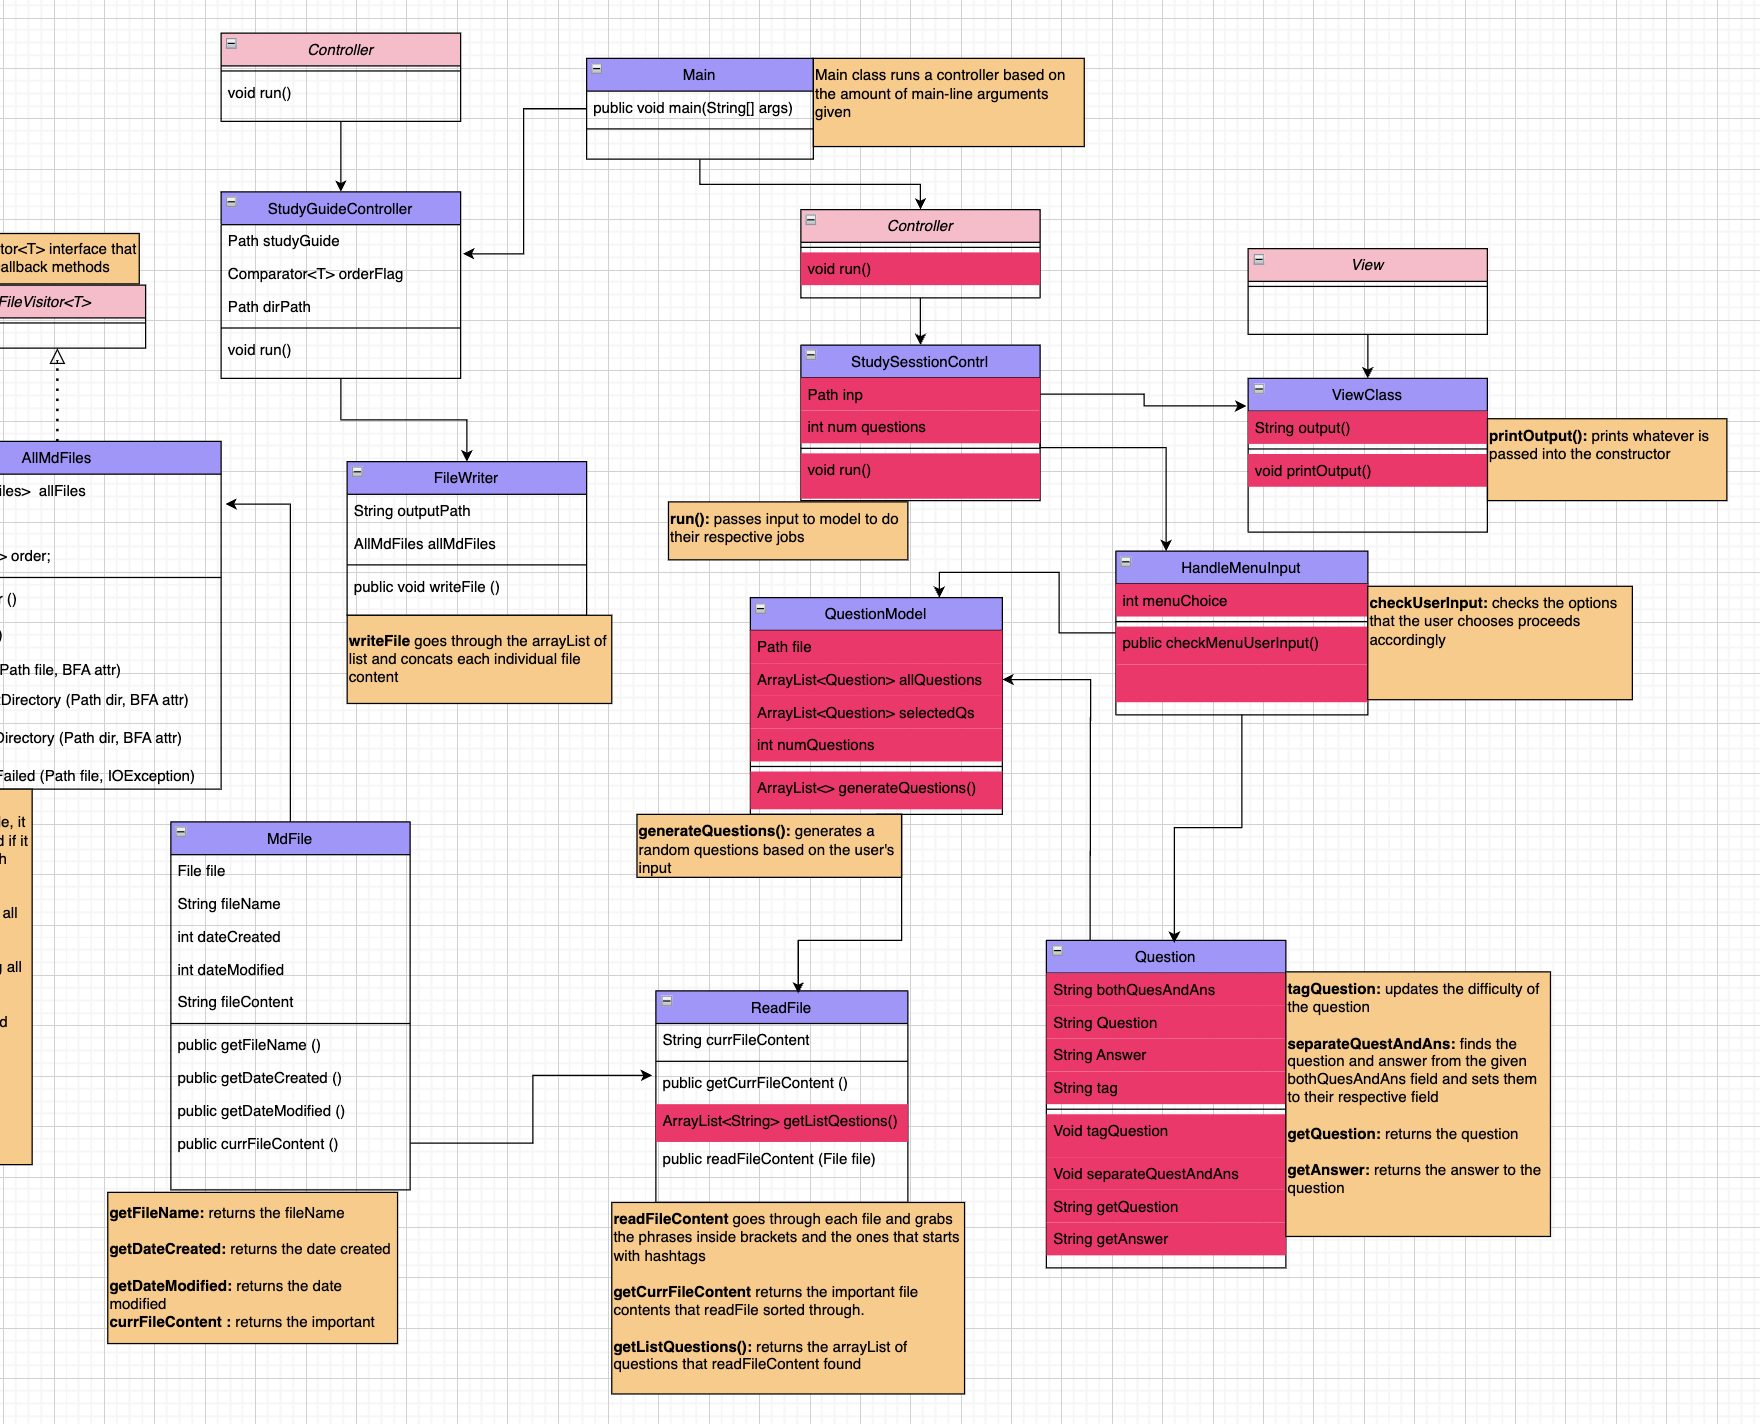 Controller
void run()
Main
public void main(String[] args)
Main class runs a controller based on
the amount of main-line arguments
given
StudyGuideController
Path studyGuide
Comparator<T> orderFlag
Path dirPath
void run()
Controller
void run()
View
tor<T> interface that
allback methods
FileVisitor<T>
StudySesstionContrl
Path inp
int num questions
void run()
run(): passes input to model to do
their respective jobs
ViewClass
String output()
void printOutput()
printOutput(): prints whatever is
passed into the constructor
AllMdFiles
iles> allFiles
> order;
r ()
)
Path file, BFA attr)
tDirectory (Path dir, BFA attr)
Directory (Path dir, BFA attr)
Failed (Path file, IOException)
le, it
d if it
h
all
g all
d
FileWriter
String outputPath
AllMdFiles allMdFiles
public void writeFile ()
writeFile goes through the arrayList of
list and concats each individual file
content
HandleMenuInput
int menuChoice
public checkMenuUserInput()
checkUserInput: checks the options
that the user chooses proceeds
accordingly
QuestionModel
Path file
ArrayList<Question> allQuestions
ArrayList<Question> selectedQs
int numQuestions
ArrayList<> generateQuestions()
generateQuestions(): generates a
random questions based on the user's
input
MdFile
File file
String fileName
int dateCreated
int dateModified
String fileContent
public getFileName ()
public getDateCreated ()
public getDateModified ()
public currFileContent ()
getFileName: returns the fileName
getDateCreated: returns the date created
getDateModified: returns the date
modified
currFileContent : returns the important
ReadFile
String currFileContent
public getCurrFileContent ()
ArrayList<String> getListQestions()
public readFileContent (File file)
readFileContent goes through each file and grabs
the phrases inside brackets and the ones that starts
with hashtags
getCurrFileContent returns the important file
contents that readFile sorted through.
getListQuestions(): returns the arrayList of
questions that readFileContent found
Question
String bothQuesAndAns
String Question
String Answer
String tag
Void tagQuestion
Void separateQuestAndAns
String getQuestion
String getAnswer
tagQuestion: updates the difficulty of
the question
separateQuestAndAns: finds the
question and answer from the given
bothQuesAndAns field and sets them
to their respective field
getQuestion: returns the question
getAnswer: returns the answer to the
question